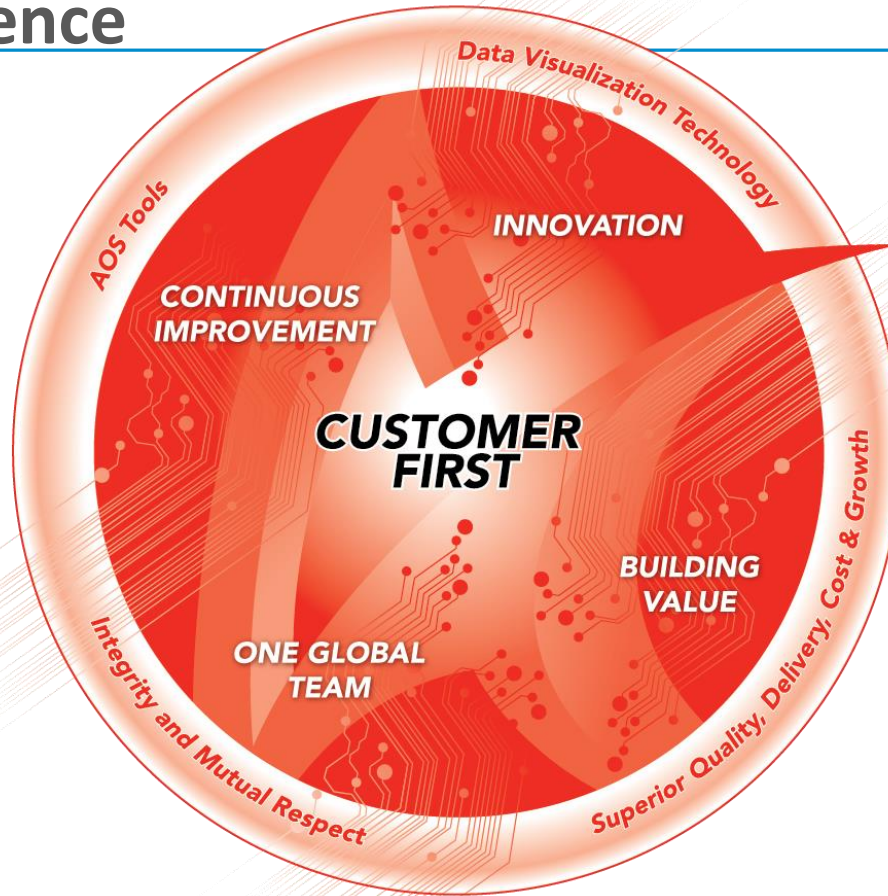 ence
Data Visualization Technology
AOS Tools
INNOVATION
CONTINUOUS
IMPROVEMENT
CUSTOMER
FIRST
BUILDING
VALUE
ONE GLOBAL
TEAM
Integrity and Mutual Respect
Superior Quality, Delivery, Cost & Growth